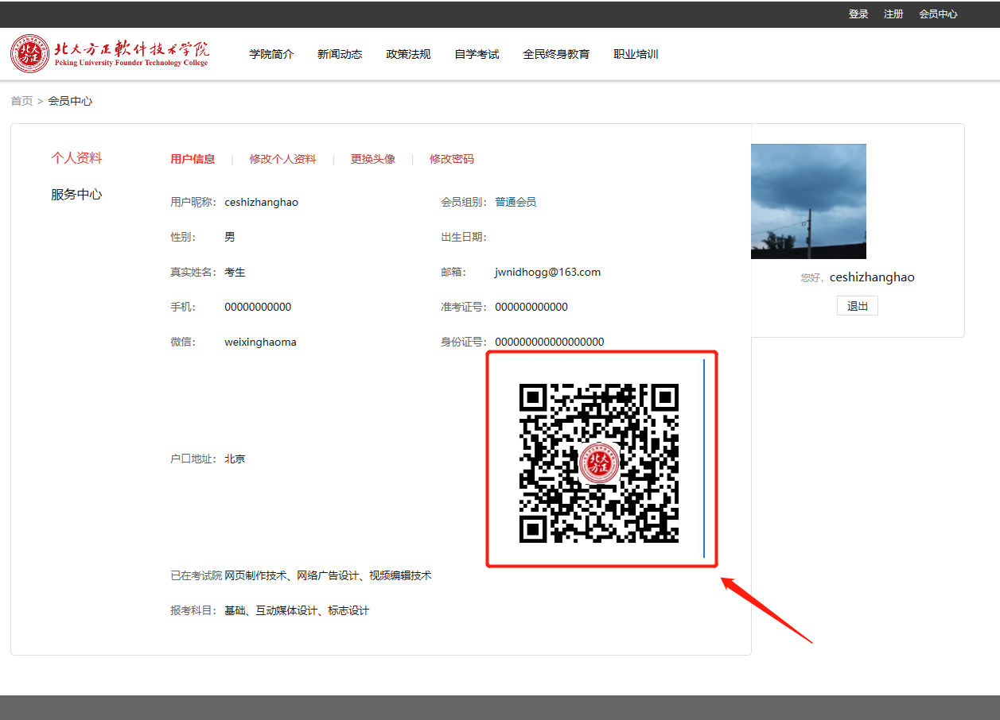 登录 注册 会员中心
北大方正軟件技术学院
Peking University Founder Technology College
学院简介 新闻动态 政策法规 自学考试 全民终身教育 职业培训
首页 > 会员中心
个人资料
服务中心
用户信息 | 修改个人资料 | 更换头像 | 修改密码
用户昵称: ceshizhanghao 会员组别: 普通会员
性别: 男 出生日期:
真实姓名: 考生 邮箱: jwnidhogg@163.com
手机: 00000000000 准考证号: 000000000000
微信: weixinghaoma 身份证号: 000000000000000000
北大方正
户口地址: 北京
已在考试院 网页制作技术、网络广告设计、视频编辑技术
报考科目: 基础、互动媒体设计、标志设计
您好, ceshizhanghao
退出